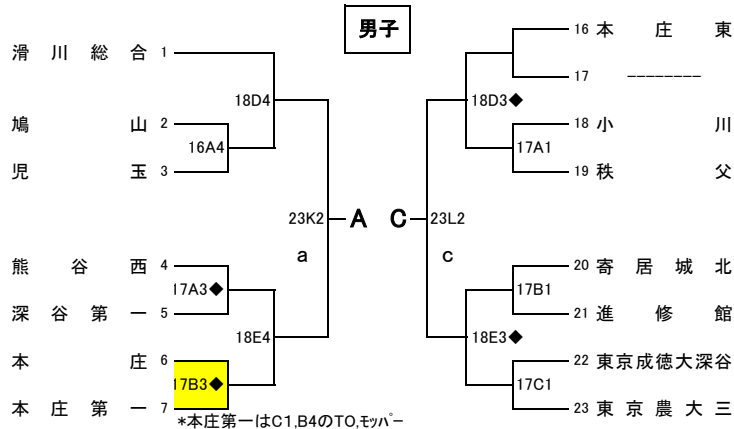 男子
滑川総合 1
18D4
鳩山 2
16A4
児玉 3
23K2
A
a
熊谷西 4
17A3◆
深谷第一 5
18E4
本庄 6
17B3◆
本庄第一 7
*本庄第一はC1,B4のTO,モッパー
16 本庄東
17 --------
18D3◆
18 小川
17A1
19 秩父
C
23L2
c
20 寄居城北
17B1
21 進修館
18E3◆
22 東京成徳大深谷
17C1
23 東京農大三